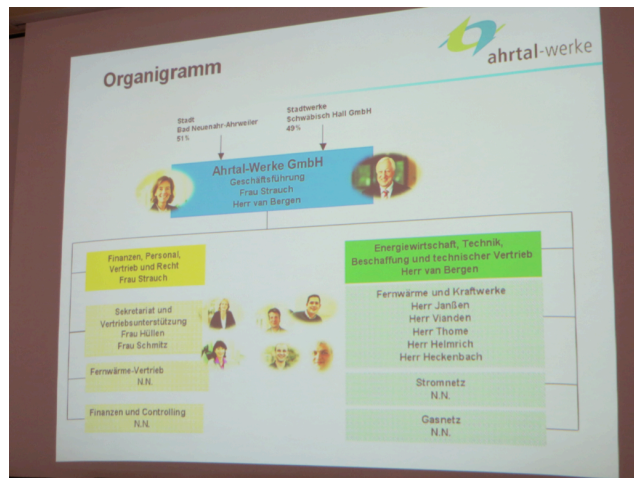 Organigramm
ahrtal-werke
Stadt
Bad Neuenahr-Ahrweiler
51%
Stadtwerke
Schwäbisch Hall GmbH
49%
Ahrtal-Werke GmbH
Geschäftsführung
Frau Strauch
Herr van Bergen
Finanzen, Personal,
Vertrieb und Recht
Frau Strauch
Sekretariat und
Vertriebsunterstützung
Frau Hüllen
Frau Schmitz
Fernwärme-Vertrieb
N.N.
Finanzen und Controlling
N.N.
Energiewirtschaft, Technik,
Beschaffung und technischer Vertrieb
Herr van Bergen
Fernwärme und Kraftwerke
Herr Janßen
Herr Vianden
Herr Thome
Herr Helmrich
Herr Heckenbach
Stromnetz
N.N.
Gasnetz
N.N.